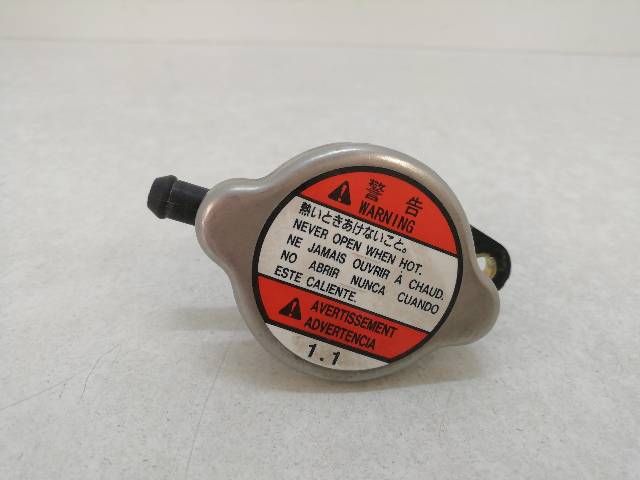 警告
WARNING
熱いときあけないこと。
NEVER OPEN WHEN HOT.
NE JAMAIS OUVRIR À CHAUD.
NO ABRIR NUNCA CUANDO
ESTE CALIENTE.
AVERTISSEMENT
ADVERTENCIA
1.1